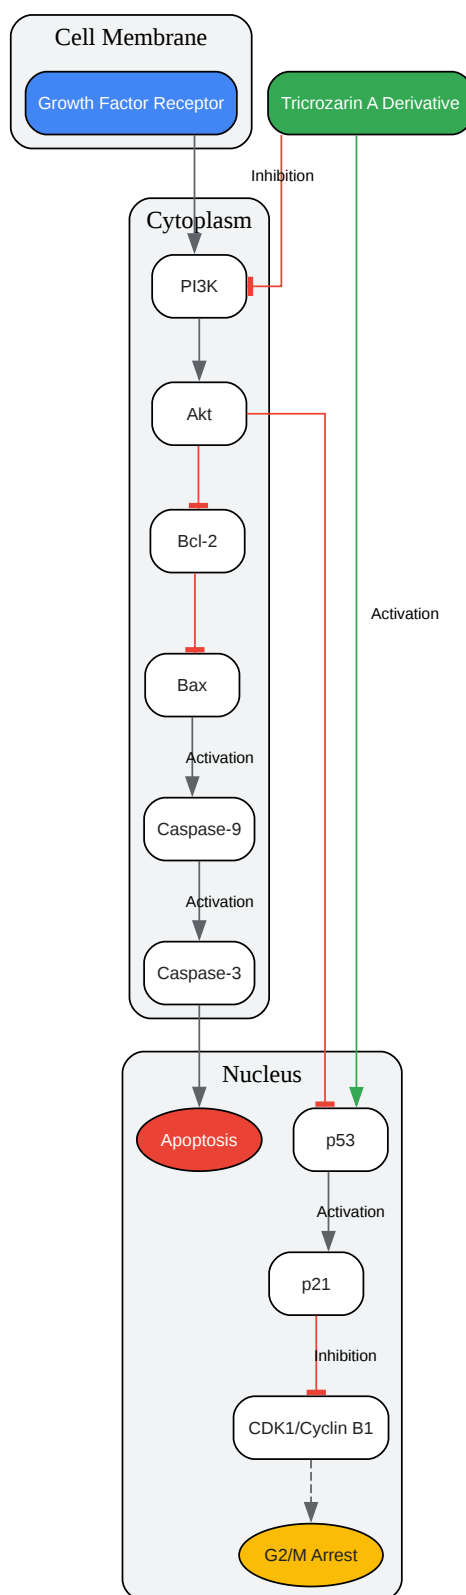 Cell Membrane
Growth Factor Receptor
Tricrozarin A Derivative
Inhibition
Cytoplasm
PI3K
Akt
Bcl-2
Activation
Bax
Activation
Caspase-9
Activation
Caspase-3
Nucleus
Apoptosis
p53
Activation
p21
Inhibition
CDK1/Cyclin B1
G2/M Arrest